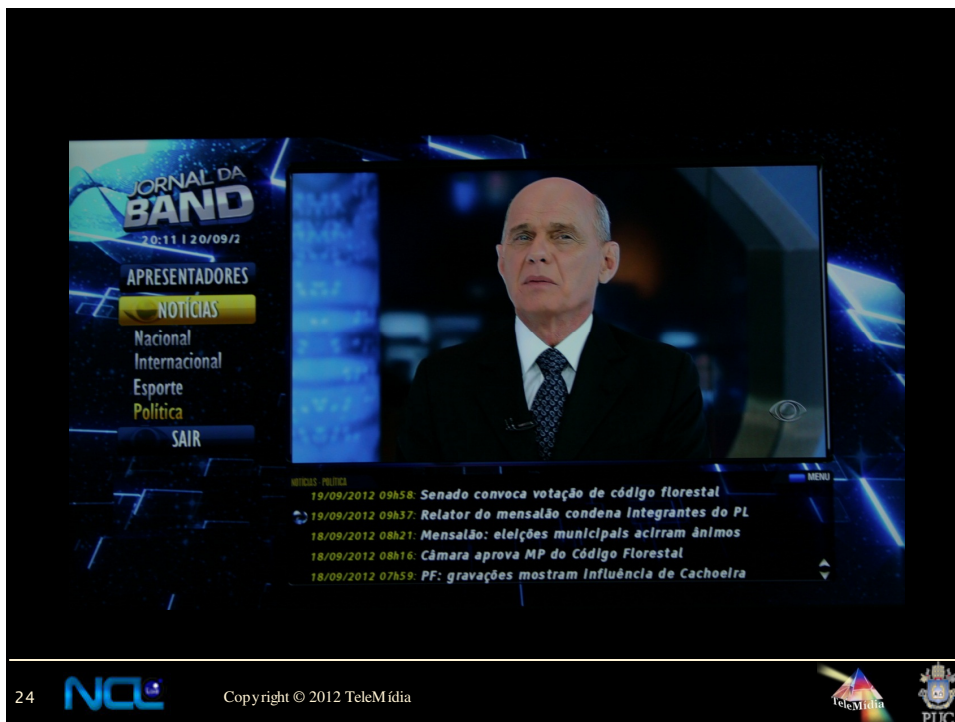 JORNAL DA
BAND
20:11 | 20/09/2
APRESENTADORES
NOTÍCIAS
Nacional
Internacional
Esporte
Política
SAIR
NOTÍCIAS - POLÍTICA
MENU
19/09/2012 09h58: Senado convoca votação de código florestal
19/09/2012 09h37: Relator do mensalão condena integrantes do PL
18/09/2012 08h21: Mensalão: eleições municipais acirram ânimos
18/09/2012 08h16: Câmara aprova MP do Código Florestal
18/09/2012 07h59: PF: gravações mostram influência de Cachoeira
24
NCL
Copyright © 2012 TeleMídia
TeleMídia
PUC